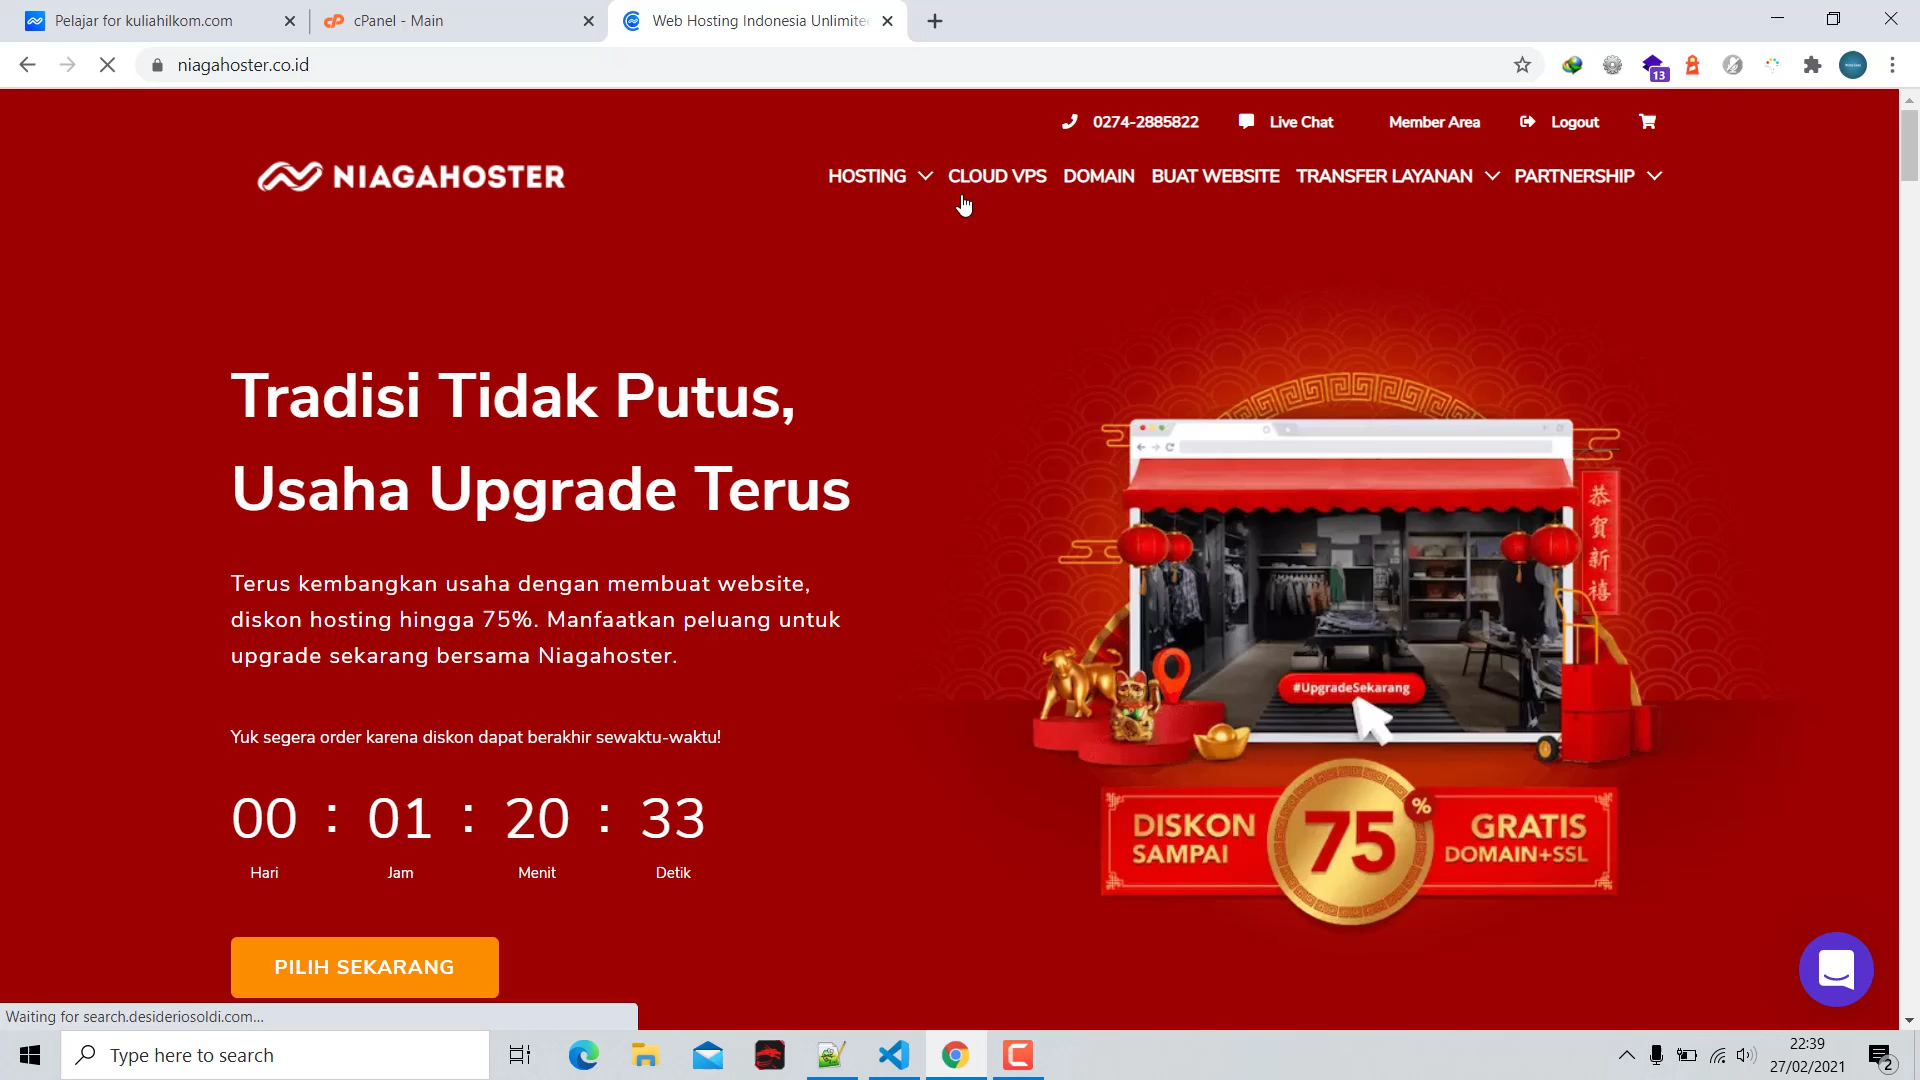 Pelajar for kuliahilkom.com
cPanel - Main
Web Hosting Indonesia Unlimite
niagahoster.co.id
13
0274-2885822
Live Chat
Member Area
Logout
NIAGAHOSTER
HOSTING
CLOUD VPS
DOMAIN
BUAT WEBSITE
TRANSFER LAYANAN
PARTNERSHIP
Tradisi Tidak Putus,
Usaha Upgrade Terus
Terus kembangkan usaha dengan membuat website,
diskon hosting hingga 75%. Manfaatkan peluang untuk
upgrade sekarang bersama Niagahoster.
Yuk segera order karena diskon dapat berakhir sewaktu-waktu!
00 : 01 : 20 : 33
Hari Jam Menit Detik
PILIH SEKARANG
恭賀新禧
#UpgradeSekarang
DISKON
SAMPAI
75%
GRATIS
DOMAIN+SSL
Waiting for search.desideriosoldi.com...
Type here to search
22:39
27/02/2021
2